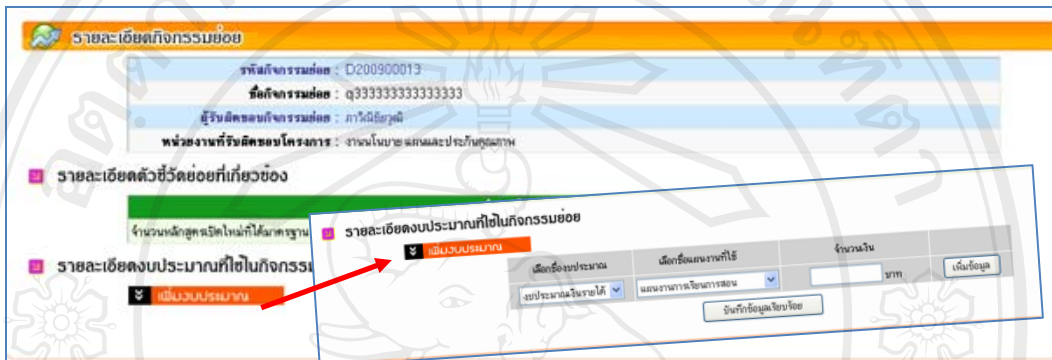 รายละเอียดกิจกรรมย่อย
รหัสกิจกรรมย่อย : D200900013
ชื่อกิจกรรมย่อย : q333333333333333
ผู้รับผิดชอบกิจกรรมย่อย :
หน่วยงานที่รับผิดชอบโครงการ : งานนโยบาย แผนและประกันคุณภาพ
รายละเอียดตัวชี้วัดย่อยที่เกี่ยวข้อง
จำนวนหลักสูตรเปิดใหม่ที่ได้มาตรฐาน
รายละเอียดงบประมาณที่ใช้ในกิจกรรม
เพิ่มงบประมาณ
รายละเอียดงบประมาณที่ใช้ในกิจกรรมย่อย
เพิ่มงบประมาณ
เลือกชื่องบประมาณ เลือกชื่อแผนงานที่ใช้ จำนวนเงิน
งบประมาณเงินรายได้ แผนงานการเรียนการสอน บาท เพิ่มข้อมูล
บันทึกข้อมูลเรียบร้อย